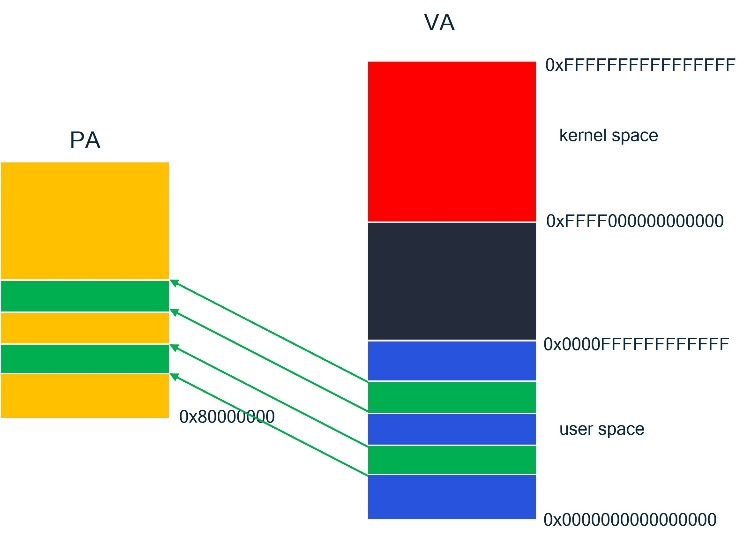 VA
0xFFFFFFFFFFFFFFFF
kernel space
PA
0xFFFF000000000000
0x0000FFFFFFFFFFFF
0x80000000
user space
0x0000000000000000